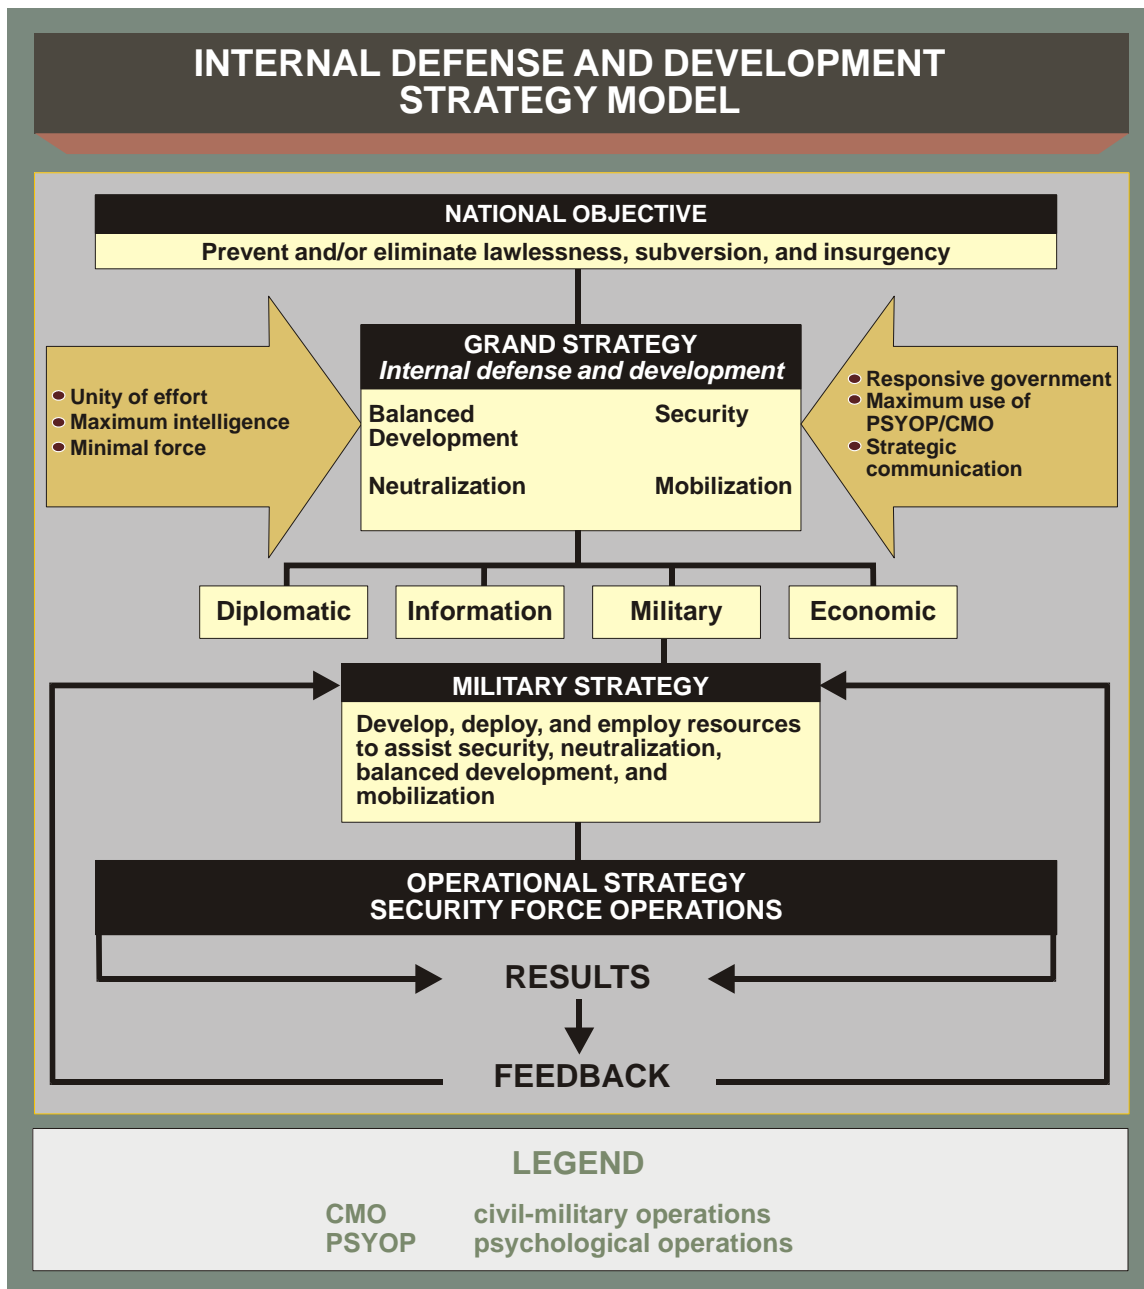 INTERNAL DEFENSE AND DEVELOPMENT
STRATEGY MODEL
NATIONAL OBJECTIVE
Prevent and/or eliminate lawlessness, subversion, and insurgency
GRAND STRATEGY
Internal defense and development
Balanced
Development
Security
Neutralization
Mobilization
Unity of effort
Maximum intelligence
Minimal force
Responsive government
Maximum use of
PSYOP/CMO
Strategic
communication
Diplomatic
Information
Military
Economic
MILITARY STRATEGY
Develop, deploy, and employ resources
to assist security, neutralization,
balanced development, and
mobilization
OPERATIONAL STRATEGY
SECURITY FORCE OPERATIONS
RESULTS
FEEDBACK
LEGEND
CMO civil-military operations
PSYOP psychological operations